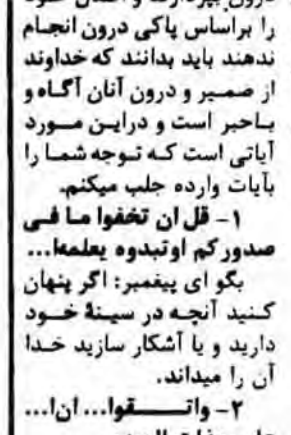 را براساس پاکی درون انجام
ندهند باید بدانند که خداوند
از ضمیر و درون آنان آگاه و
باخبر است و دراین مورد
آیاتی است که توجه شما را
بآیات وارده جلب میکنم.
۱- قل ان تخفوا ما فی
صدورکم اوتبدوه یعلمه‌ا...
بگو ای پیغمبر: اگر پنهان
کنید آنچه در سینهٔ خود
دارید و یا آشکار سازید خدا
آن را میداند.
۲- واتقوا... ان‌ا...